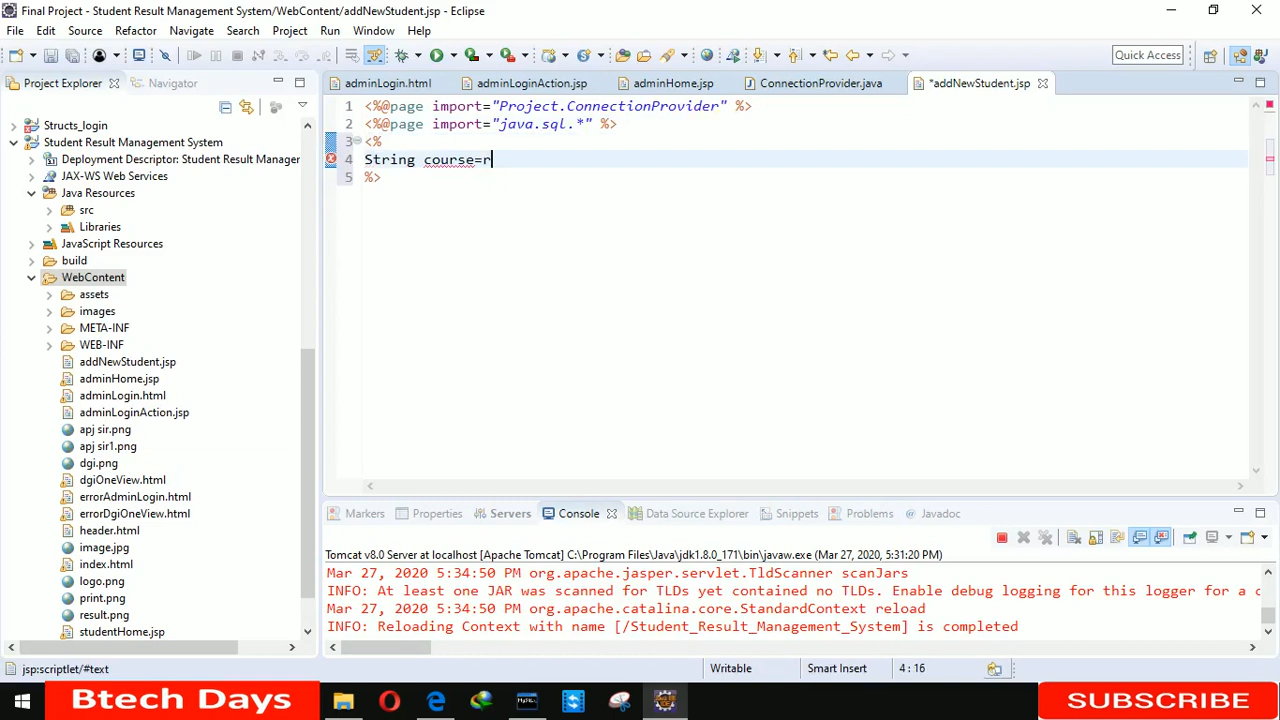 Final Project - Student Result Management System/WebContent/addNewStudent.jsp - Eclipse
File Edit Source Refactor Navigate Search Project Run Window Help
Quick Access
Project Explorer Navigator
adminLogin.html adminLoginAction.jsp adminHome.jsp ConnectionProvider.java *addNewStudent.jsp
1 <%@page import="Project.ConnectionProvider" %>
2 <%@page import="java.sql.*" %>
3 <%
4 String course=r
5 %>
Structs_login
Student Result Management System
Deployment Descriptor: Student Result Manager
JAX-WS Web Services
Java Resources
src
Libraries
JavaScript Resources
build
WebContent
assets
images
META-INF
WEB-INF
addNewStudent.jsp
adminHome.jsp
adminLogin.html
adminLoginAction.jsp
apj sir.png
apj sir1.png
dgi.png
dgiOneView.html
errorAdminLogin.html
errorDgiOneView.html
header.html
image.jpg
index.html
logo.png
print.png
result.png
studentHome.jsp
Markers Properties Servers Console Data Source Explorer Snippets Problems Javadoc
Tomcat v8.0 Server at localhost [Apache Tomcat] C:\Program Files\Java\jdk1.8.0_171\bin\javaw.exe (Mar 27, 2020, 5:31:20 PM)
Mar 27, 2020 5:34:50 PM org.apache.jasper.servlet.TldScanner scanJars
INFO: At least one JAR was scanned for TLDs yet contained no TLDs. Enable debug logging for this logger for a c
Mar 27, 2020 5:34:50 PM org.apache.catalina.core.StandardContext reload
INFO: Reloading Context with name [/Student_Result_Management_System] is completed
jsp:scriptlet/#text Writable Smart Insert 4 : 16
Btech Days
SUBSCRIBE